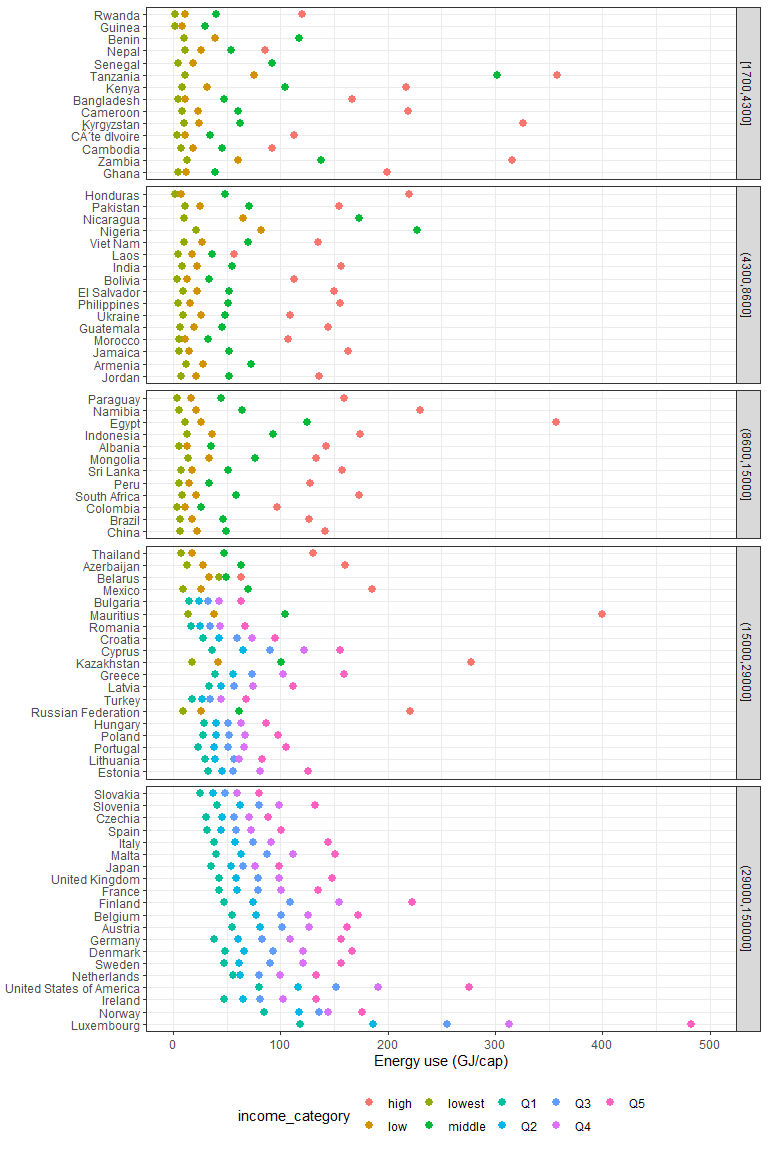 Rwanda
Guinea
Benin
Nepal
Senegal
Tanzania
Kenya
Bangladesh
Cameroon
Kyrgyzstan
CÃ´te dIvoire
Cambodia
Zambia
Ghana
[1700,4300]
Honduras
Pakistan
Nicaragua
Nigeria
Viet Nam
Laos
India
Bolivia
El Salvador
Philippines
Ukraine
Guatemala
Morocco
Jamaica
Armenia
Jordan
(4300,8600]
Paraguay
Namibia
Egypt
Indonesia
Albania
Mongolia
Sri Lanka
Peru
South Africa
Colombia
Brazil
China
(8600,15000]
Thailand
Azerbaijan
Belarus
Mexico
Bulgaria
Mauritius
Romania
Croatia
Cyprus
Kazakhstan
Greece
Latvia
Turkey
Russian Federation
Hungary
Poland
Portugal
Lithuania
Estonia
(15000,29000]
Slovakia
Slovenia
Czechia
Spain
Italy
Malta
Japan
United Kingdom
France
Finland
Belgium
Austria
Germany
Denmark
Sweden
Netherlands
United States of America
Ireland
Norway
Luxembourg
(29000,150000]
0 100 200 300 400 500
Energy use (GJ/cap)
income_category
high lowest Q1 Q3 Q5
low middle Q2 Q4